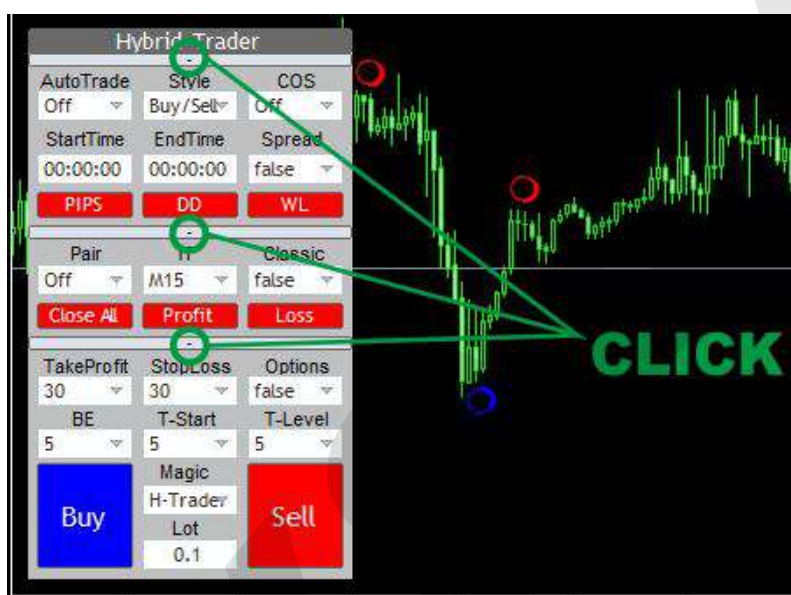 Hybrid Trader
-
AutoTrade Style COS
Off Buy/Sell Off
StartTime EndTime Spread
00:00:00 00:00:00 false
PIPS DD WL
-
Pair Classic
Off M15 false
Close All Profit Loss
-
CLICK
TakeProfit StopLoss Options
30 30 false
BE T-Start T-Level
5 5 5
Magic
H-Trader
Buy Sell
Lot
0.1